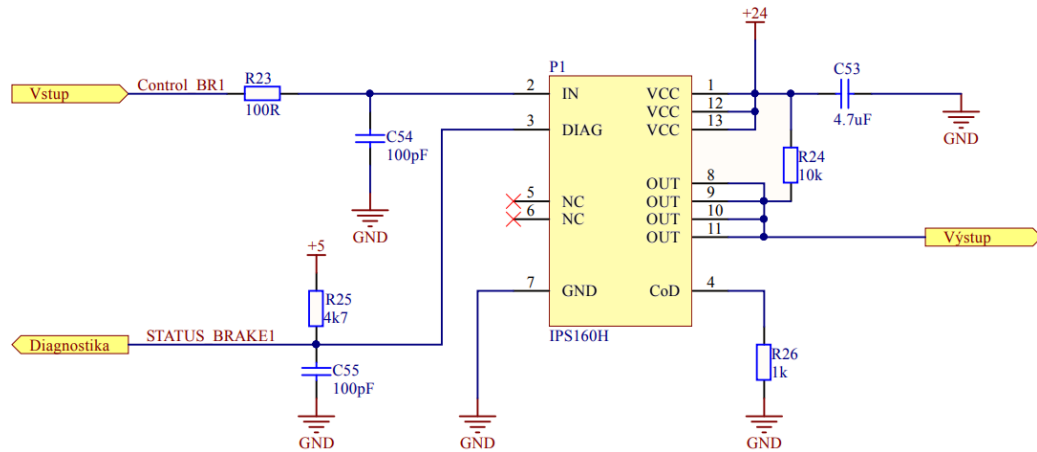 +24
P1
C53
4.7uF
GND
Vstup
Control_BR1
R23
100R
C54
100pF
GND
2
IN
3
DIAG
5
NC
6
NC
7
GND
VCC
1
VCC
12
VCC
13
OUT
8
OUT
9
OUT
10
OUT
11
CoD
4
IPS160H
R24
10k
Výstup
+5
R25
4k7
Diagnostika
STATUS_BRAKE1
C55
100pF
GND
GND
R26
1k
GND